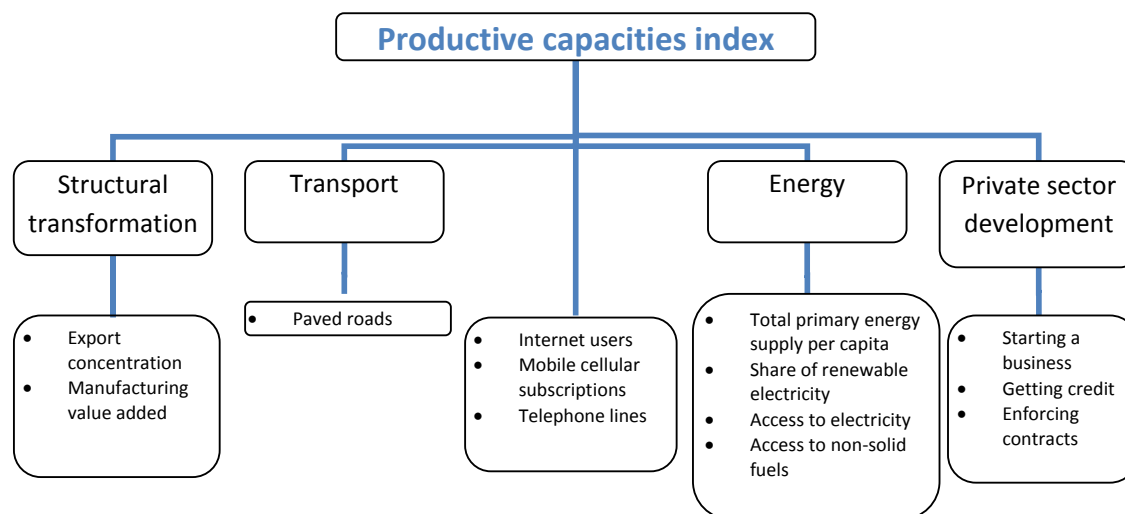 Productive capacities index
Structural
transformation
Transport
Energy
Private sector
development
• Export
concentration
• Manufacturing
value added
• Paved roads
• Internet users
• Mobile cellular
subscriptions
• Telephone lines
• Total primary energy
supply per capita
• Share of renewable
electricity
• Access to electricity
• Access to non-solid
fuels
• Starting a
business
• Getting credit
• Enforcing
contracts